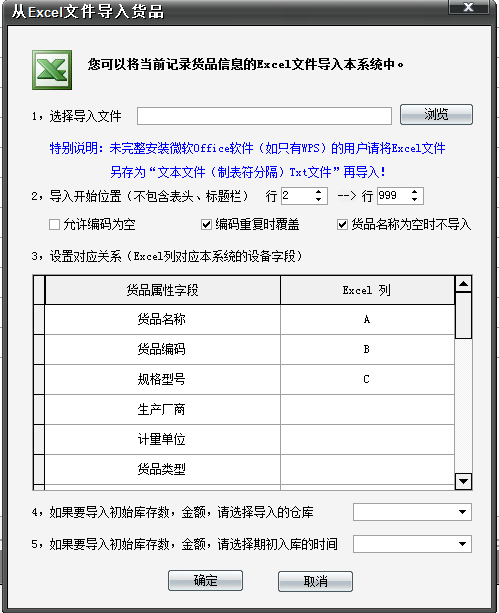 从Excel文件导入货品
X
您可以将当前记录货品信息的Excel文件导入本系统中。
1，选择导入文件
浏览
特别说明：未完整安装微软Office软件（如只有WPS）的用户请将Excel文件
另存为“文本文件（制表符分隔）Txt文件”再导入！
2，导入开始位置（不包含表头、标题栏） 行 2 --> 行 999
允许编码为空 编码重复时覆盖 货品名称为空时不导入
3，设置对应关系（Excel列对应本系统的设备字段）
货品属性字段 Excel 列
货品名称 A
货品编码 B
规格型号 C
生产厂商
计量单位
货品类型
4，如果要导入初始库存数，金额，请选择导入的仓库
5，如果要导入初始库存数，金额，请选择期初入库的时间
确定 取消